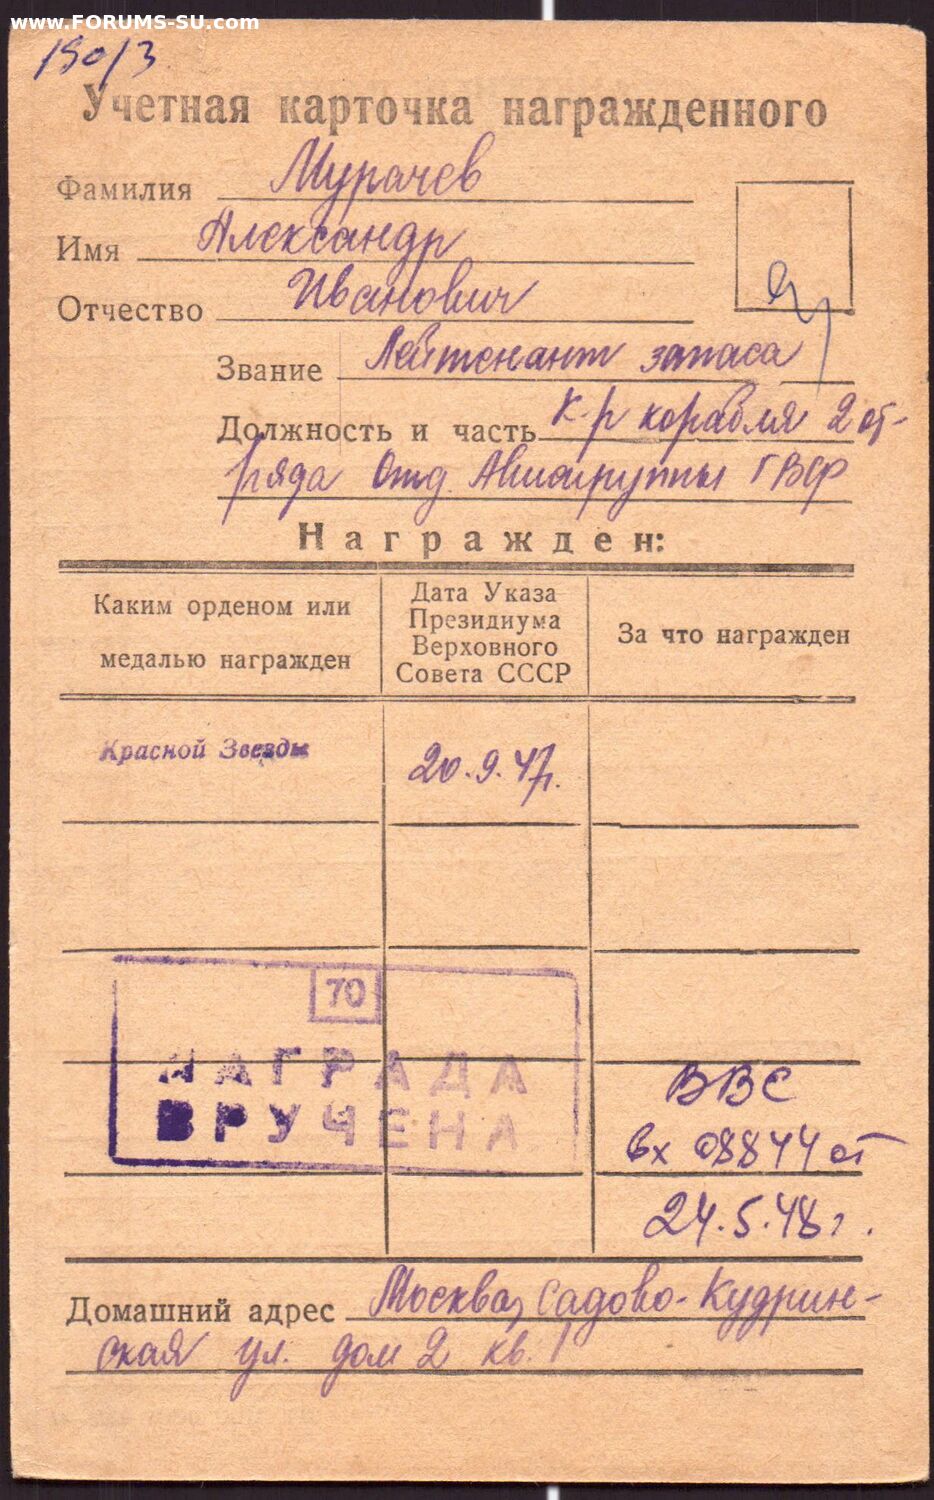 www.FORUMS-SU.com
190/3
Учетная карточка награжденного
Фамилия Мурачев
Имя Александр
Отчество Иванович
Звание Лейтенант запаса
Должность и часть К-р корабля 2 от-
ряда Отд. Авиагруппы ГВФ
Награжден:
Каким орденом или медалью награжден
Дата Указа Президиума Верховного Совета СССР
За что награжден
Красной Звезды
20.9.47г.
70
НАГРАДА
ВРУЧЕНА
ВВС
вх 08844 от
24.5.48г.
Домашний адрес Москва, Садово-Кудрин-
ская ул. дом 2 кв. 1